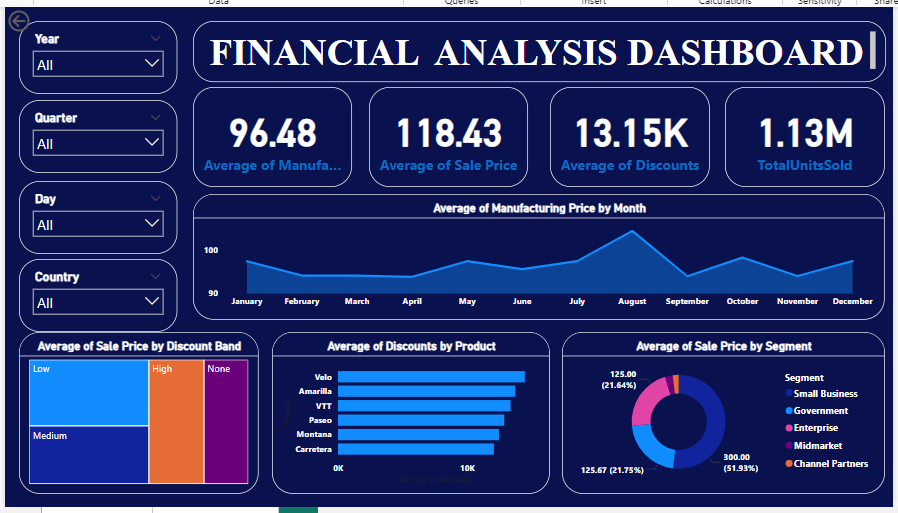 Data
Queries
Insert
Calculations
Sensitivity
Share
Year
All
Quarter
All
Day
All
Country
All
FINANCIAL ANALYSIS DASHBOARD
96.48
Average of Manufa...
118.43
Average of Sale Price
13.15K
Average of Discounts
1.13M
TotalUnitsSold
Average of Manufacturing Price by Month
100
90
January February March April May June July August September October November December
Average of Sale Price by Discount Band
Low
Medium
High
None
Average of Discounts by Product
Product
Velo
Amarilla
VTT
Paseo
Montana
Carretera
0K 10K
Average of Discounts
Average of Sale Price by Segment
125.00
(21.64%)
125.67 (21.75%)
300.00
(51.93%)
Segment
Small Business
Government
Enterprise
Midmarket
Channel Partners